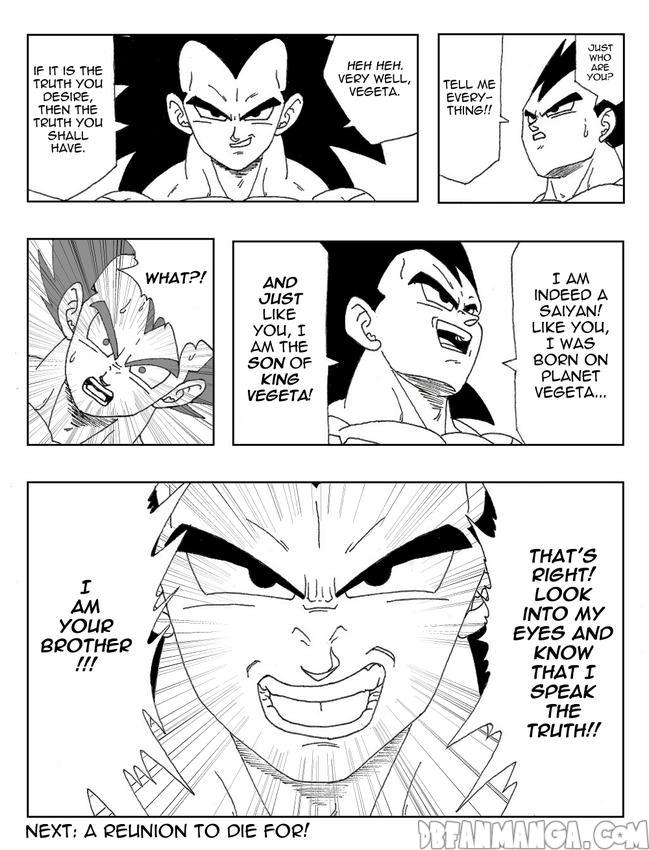 JUST
WHO
ARE
YOU?
TELL ME
EVERY-
THING!!
HEH HEH.
VERY WELL,
VEGETA.
IF IT IS THE
TRUTH YOU
DESIRE,
THEN THE
TRUTH YOU
SHALL
HAVE.
I AM
INDEED A
SAIYAN!
LIKE YOU,
I WAS
BORN ON
PLANET
VEGETA...
AND
JUST
LIKE
YOU, I
AM THE
SON OF
KING
VEGETA!
WHAT?!
THAT'S
RIGHT!
LOOK
INTO MY
EYES AND
KNOW
THAT I
SPEAK
THE
TRUTH!!
I
AM
YOUR
BROTHER
!!!
NEXT: A REUNION TO DIE FOR!
DBFANMANGA.COM